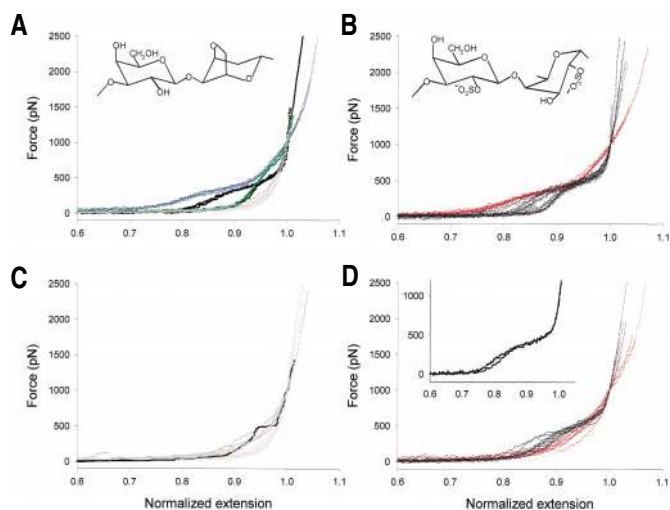 A
B
2500
2000
1500
1000
500
0
Force (pN)
OH
CH2OH
O
O
OH
O
O
0.6 0.7 0.8 0.9 1.0 1.1
2500
2000
1500
1000
500
0
Force (pN)
OH
CH2OH
O
O
-O2SO
O
HO
O
0.6 0.7 0.8 0.9 1.0 1.1
C
D
2500
2000
1500
1000
500
0
Force (pN)
0.6 0.7 0.8 0.9 1.0 1.1
Normalized extension
2500
2000
1500
1000
500
0
Force (pN)
1000
500
0
0.6 0.7 0.8 0.9 1.0
0.6 0.7 0.8 0.9 1.0 1.1
Normalized extension